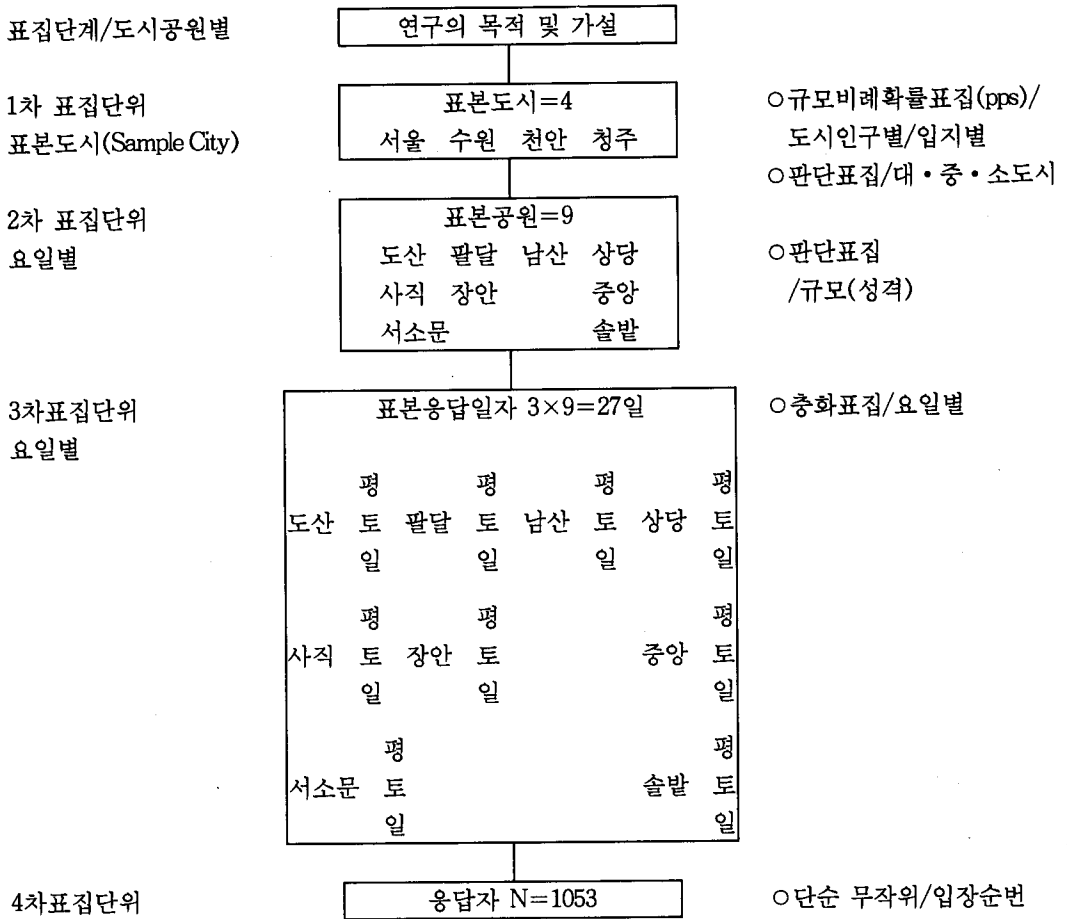 표집단계/도시공원별
연구의 목적 및 가설
1차 표집단위
표본도시(Sample City)
표본도시=4
서울 수원 천안 청주
○규모비례확률표집(pps)/
도시인구별/입지별
○판단표집/대・중・소도시
2차 표집단위
요일별
표본공원=9
도산 팔달 남산 상당
사직 장안 중앙
서소문 솔밭
○판단표집
/규모(성격)
3차표집단위
요일별
표본응답일자 3×9=27일
○층화표집/요일별
평 평 평 평
도산 토 팔달 토 남산 토 상당 토
일 일 일 일
평 평 평
사직 토 장안 토 중앙 토
일 일 일
평 평
서소문 토 솔밭 토
일 일
4차표집단위
응답자 N=1053
○단순 무작위/입장순번